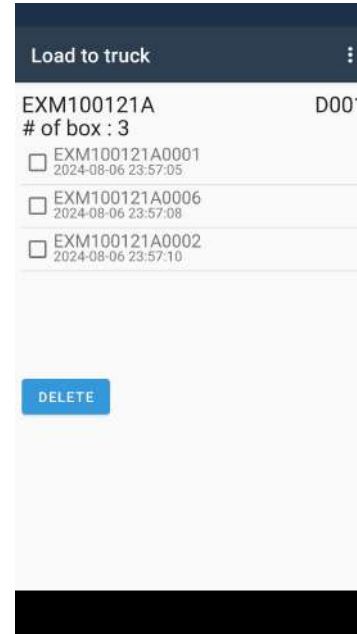 Load to truck
EXM100121A D001
# of box : 3
EXM100121A0001
2024-08-06 23:57:05
EXM100121A0006
2024-08-06 23:57:08
EXM100121A0002
2024-08-06 23:57:10
DELETE